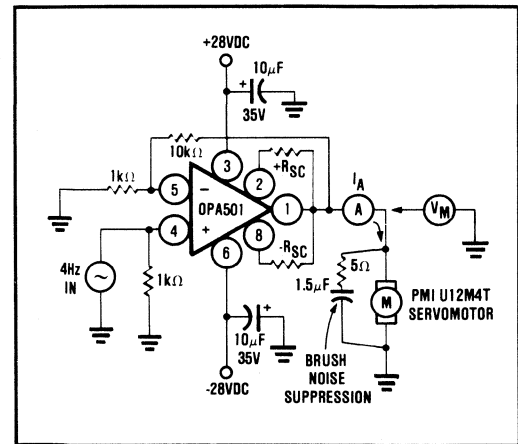 +28VDC
10μF
+
35V
10kΩ
1kΩ
3
2
+RSC
5
−
OPA501
1
IA
A
VM
4
+
8
-RSC
6
4Hz
IN
1kΩ
1.5μF
5Ω
M
PMI U12M4T
SERVOMOTOR
10μF
+
35V
-28VDC
BRUSH
NOISE
SUPPRESSION